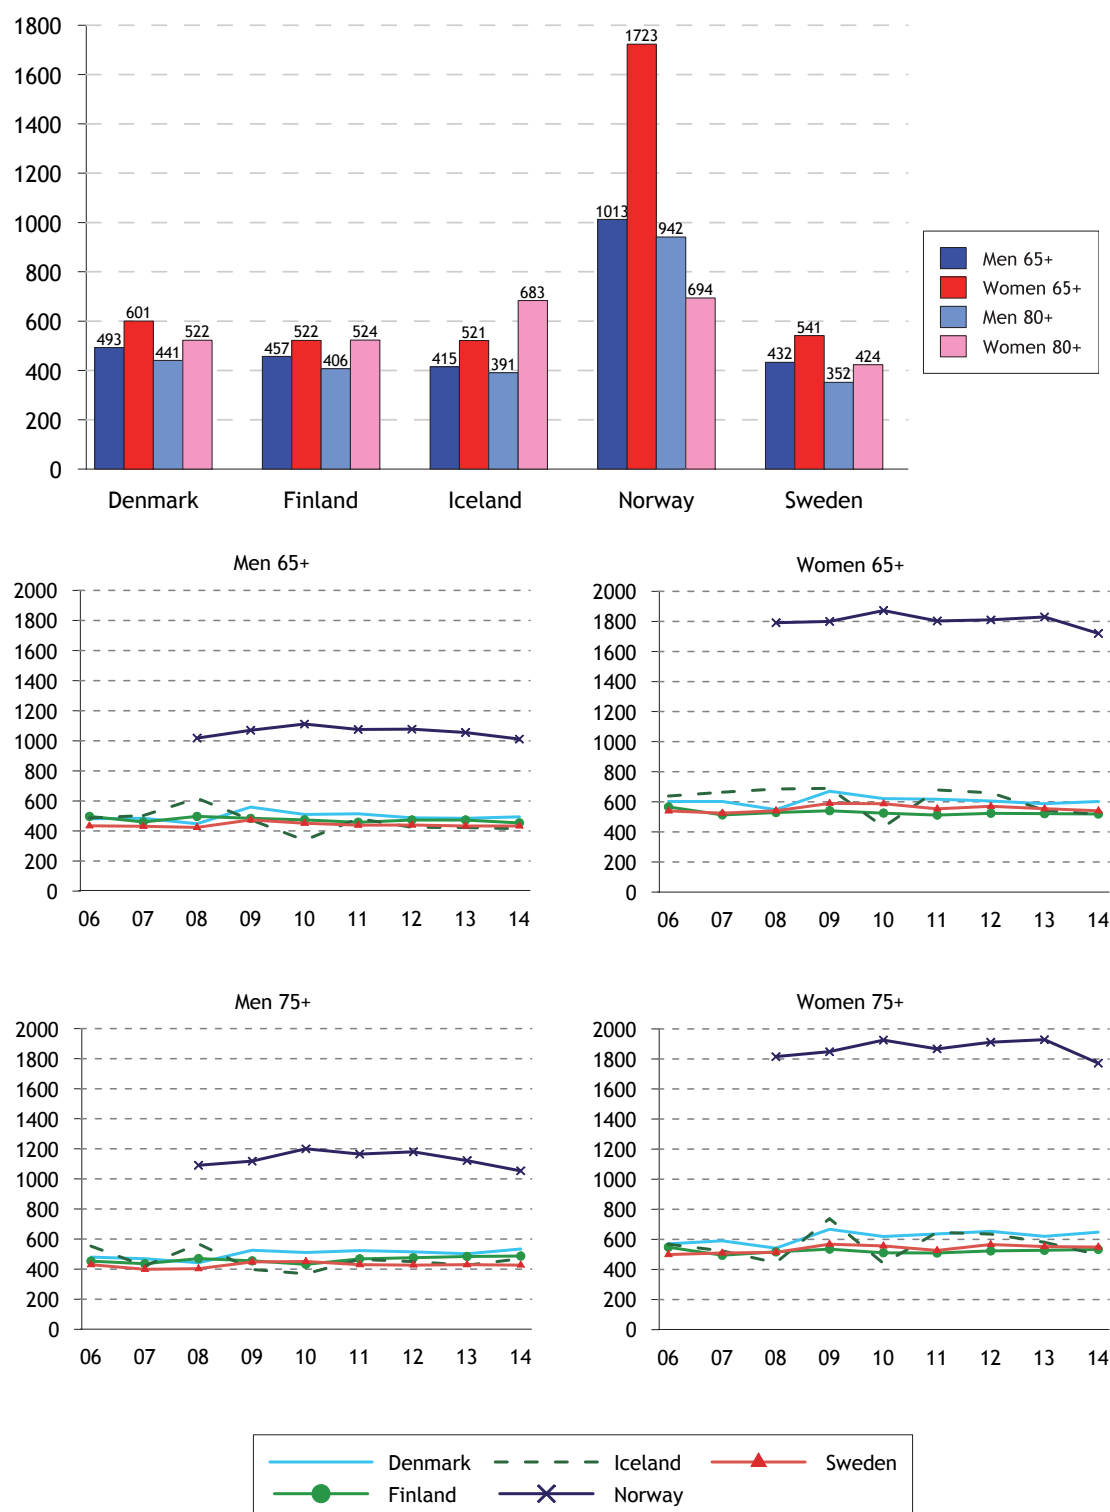 1800
1600
1400
1200
1000
800
600
400
200
0
493 601 441 522
457 522 406 524
415 521 391 683
1013 1723 942 694
432 541 352 424
Denmark Finland Iceland Norway Sweden
Men 65+
Women 65+
Men 80+
Women 80+
Men 65+
2000
1800
1600
1400
1200
1000
800
600
400
200
0
06 07 08 09 10 11 12 13 14
Women 65+
2000
1800
1600
1400
1200
1000
800
600
400
200
0
06 07 08 09 10 11 12 13 14
Men 75+
2000
1800
1600
1400
1200
1000
800
600
400
200
0
06 07 08 09 10 11 12 13 14
Women 75+
2000
1800
1600
1400
1200
1000
800
600
400
200
0
06 07 08 09 10 11 12 13 14
Denmark Iceland Sweden
Finland Norway